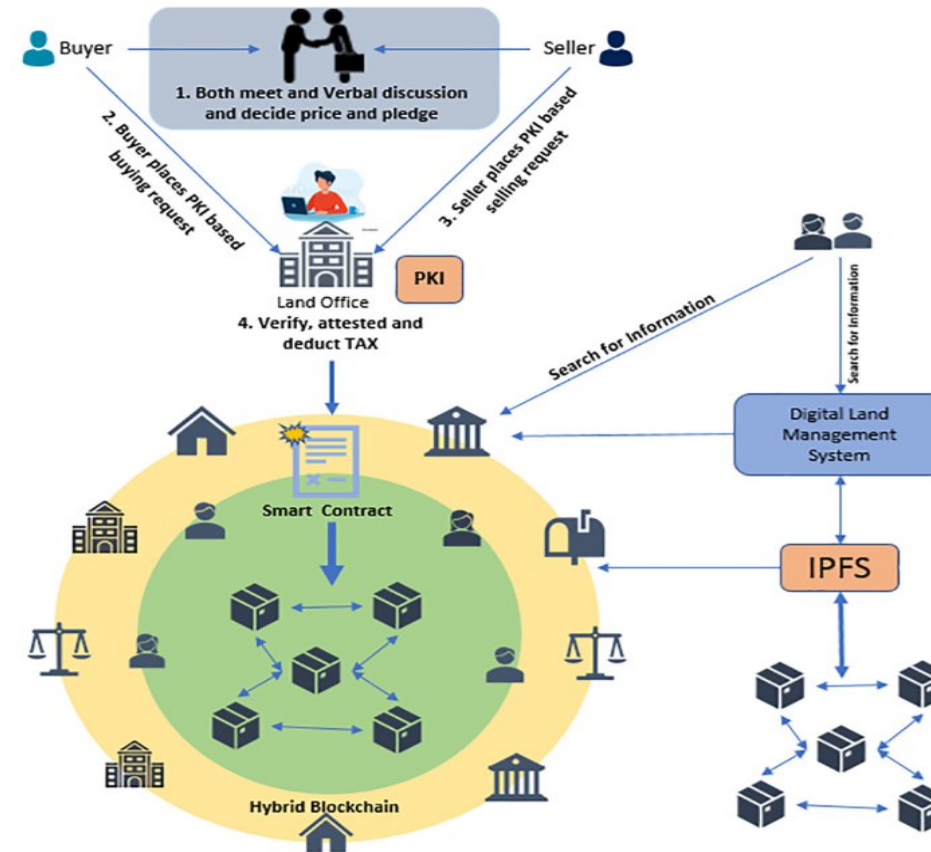 Buyer
Seller
1. Both meet and Verbal discussion
and decide price and pledge
2. Buyer places PKI based
buying request
3. Seller places PKI based
selling request
PKI
Land Office
4. Verify, attested and
deduct TAX
Search for Information
Search for Information
Digital Land
Management
System
Smart Contract
IPFS
Hybrid Blockchain